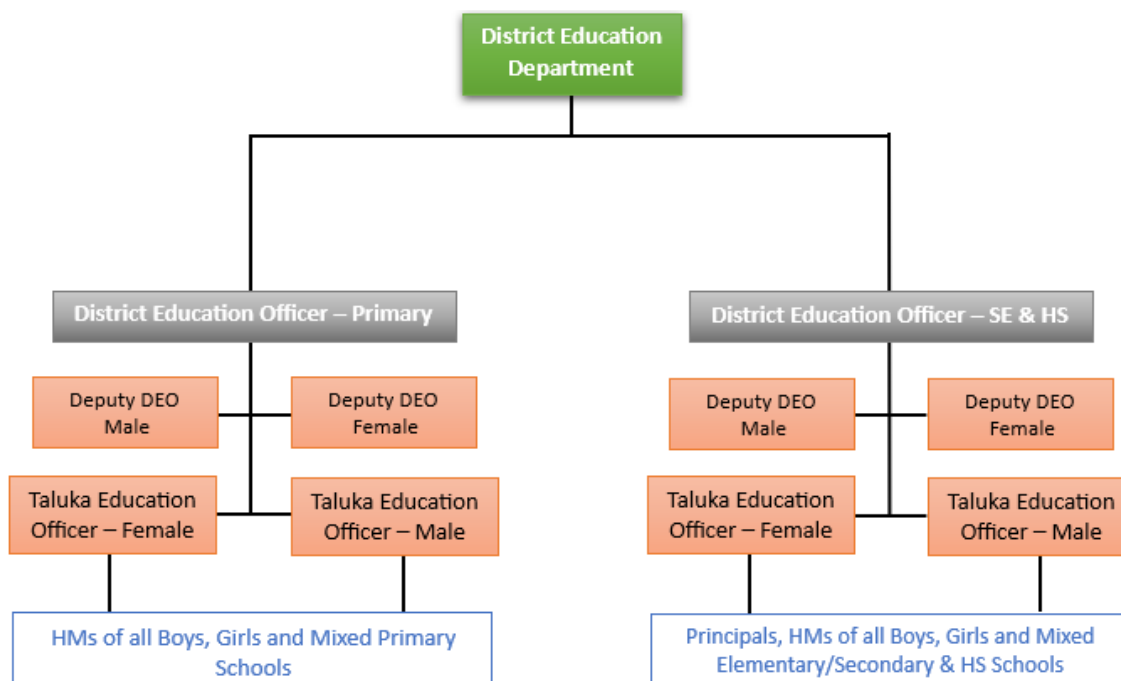 District Education
Department
District Education Officer – Primary
District Education Officer – SE & HS
Deputy DEO
Male
Deputy DEO
Female
Deputy DEO
Male
Deputy DEO
Female
Taluka Education
Officer – Female
Taluka Education
Officer – Male
Taluka Education
Officer – Female
Taluka Education
Officer – Male
HMs of all Boys, Girls and Mixed Primary
Schools
Principals, HMs of all Boys, Girls and Mixed
Elementary/Secondary & HS Schools